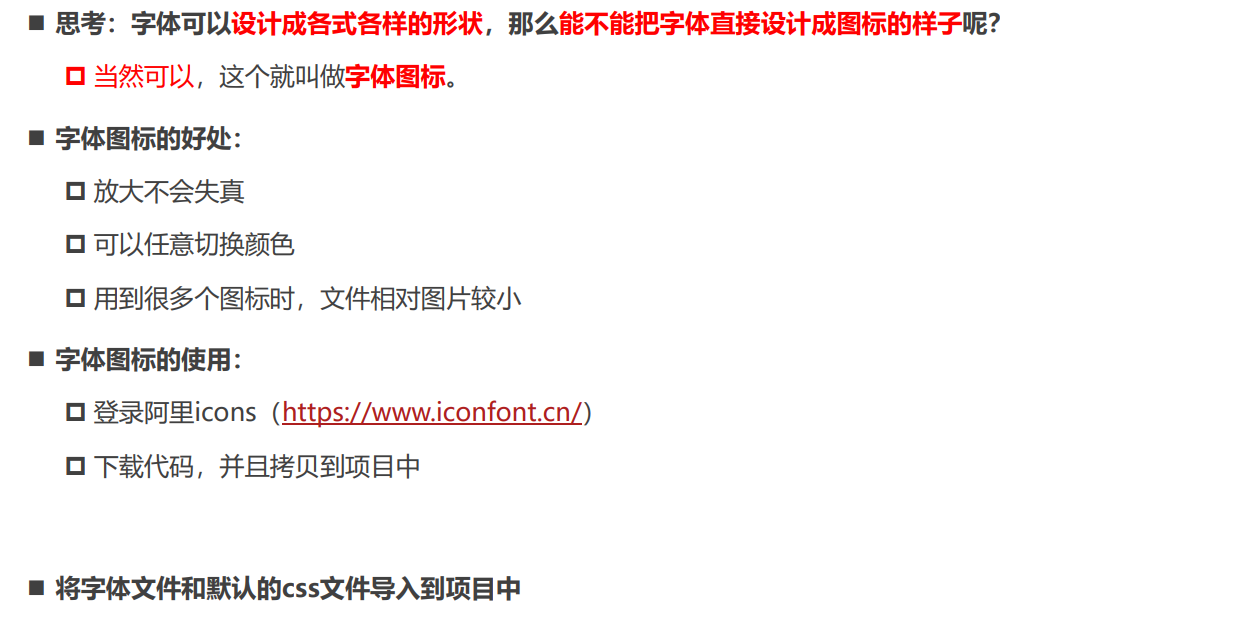 思考：字体可以设计成各式各样的形状，那么能不能把字体直接设计成图标的样子呢？
当然可以，这个就叫做字体图标。
字体图标的好处：
放大不会失真
可以任意切换颜色
用到很多个图标时，文件相对图片较小
字体图标的使用：
登录阿里icons（https://www.iconfont.cn/）
下载代码，并且拷贝到项目中
将字体文件和默认的css文件导入到项目中